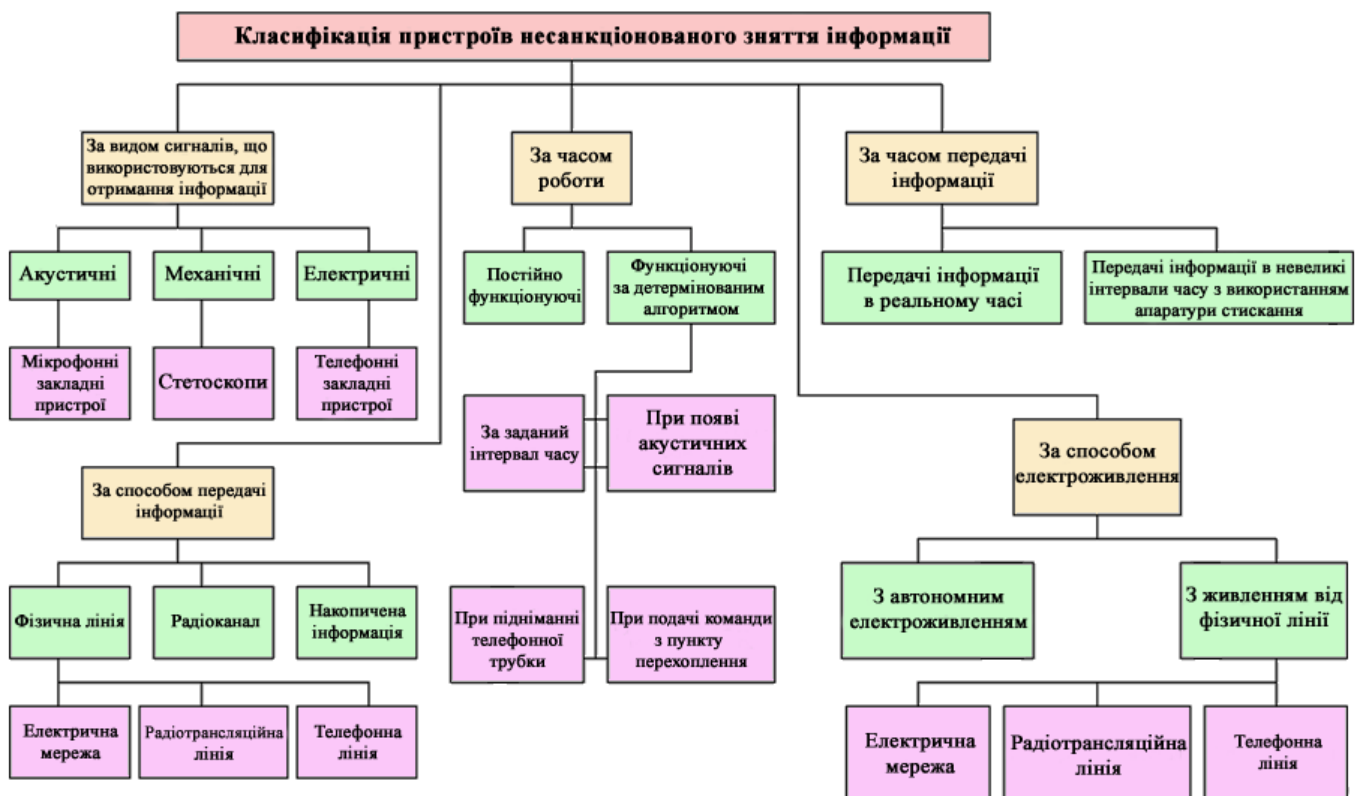 Класифікація пристроїв несанкціонованого зняття інформації
За видом сигналів, що
використовуються для
отримання інформації
За часом
роботи
За часом передачі
інформації
Акустичні
Механічні
Електричні
Постійно
функціонуючі
Функціонуючі
за детермінованим
алгоритмом
Передачі інформації
в реальному часі
Передачі інформації в невеликі
інтервали часу з використанням
апаратури стискання
Мікрофонні
закладні
пристрої
Стетоскопи
Телефонні
закладні
пристрої
За заданий
інтервал часу
При появі
акустичних
сигналів
За способом
електроживлення
За способом передачі
інформації
Фізична лінія
Радіоканал
Накопичена
інформація
При підніманні
телефонної
трубки
При подачі команди
з пункту
перехоплення
З автономним
електроживленням
З живленням від
фізичної лінії
Електрична
мережа
Радіотрансляційна
лінія
Телефонна
лінія
Електрична
мережа
Радіотрансляційна
лінія
Телефонна
лінія